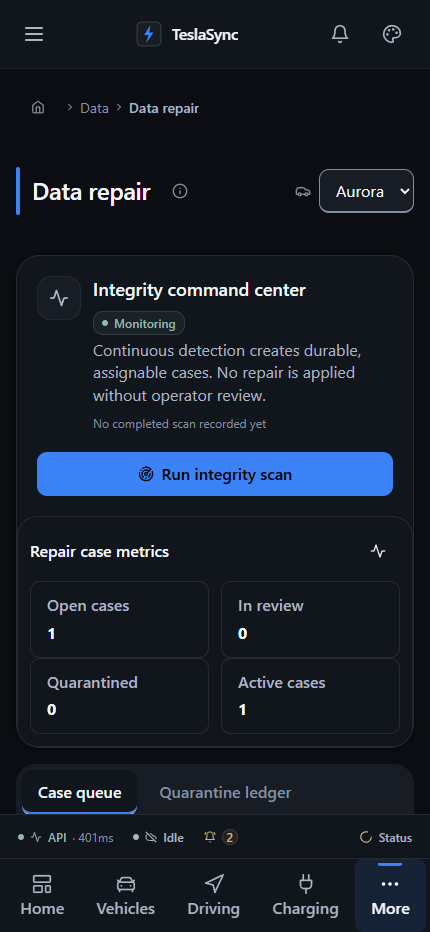 TeslaSync
Data
Data repair
Data repair
Aurora
Integrity command center
Monitoring
Continuous detection creates durable,
assignable cases. No repair is applied
without operator review.
No completed scan recorded yet
Run integrity scan
Repair case metrics
Open cases
1
In review
0
Quarantined
0
Active cases
1
Case queue
Quarantine ledger
API · 401ms
Idle
2
Status
Home
Vehicles
Driving
Charging
More